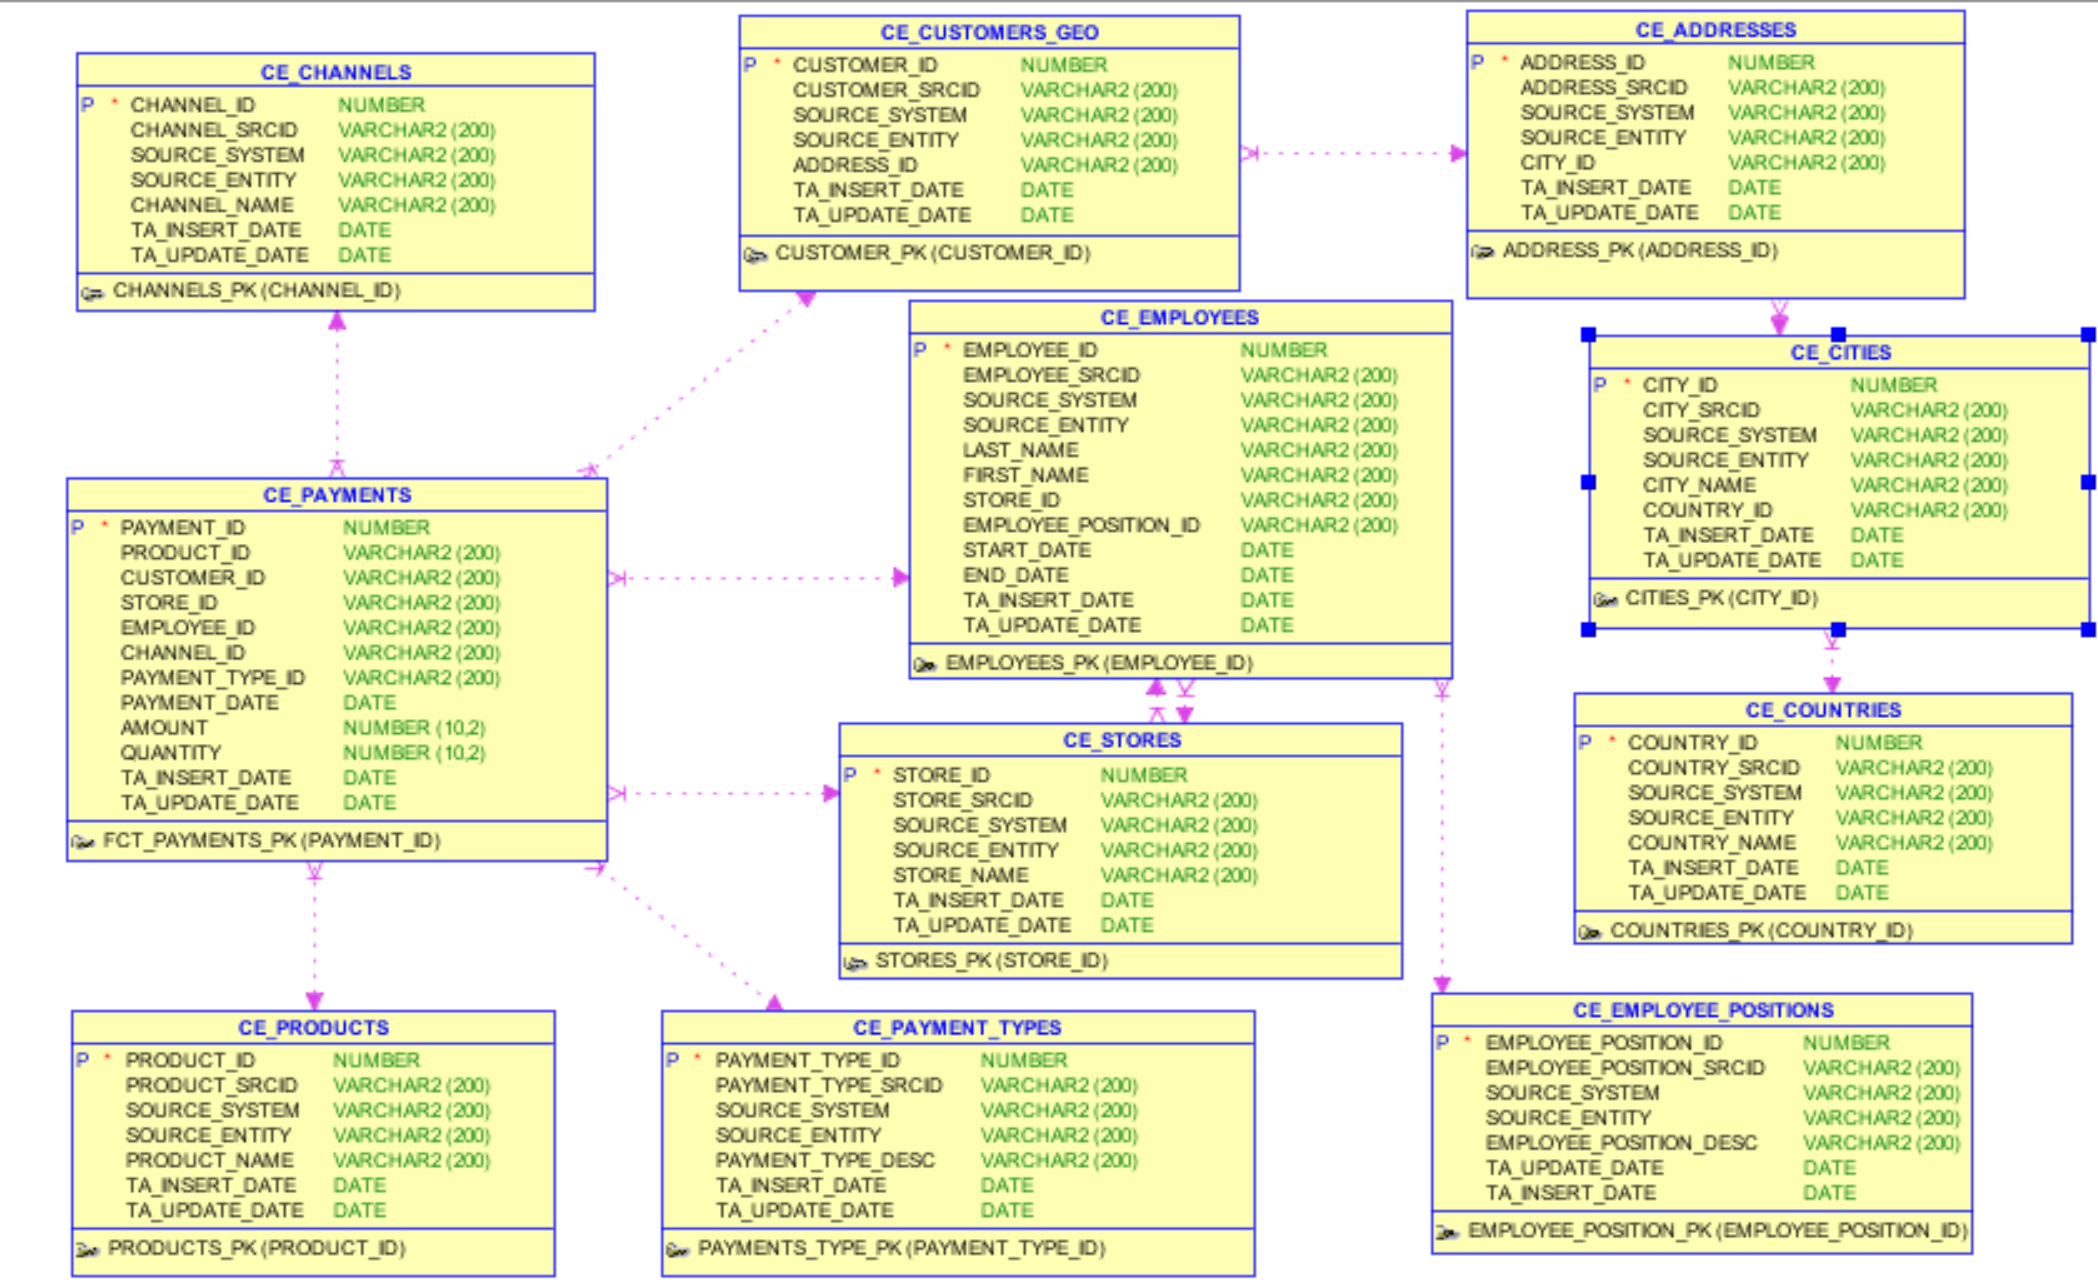 CE_CHANNELS
P * CHANNEL_ID NUMBER
CHANNEL_SRCID VARCHAR2 (200)
SOURCE_SYSTEM VARCHAR2 (200)
SOURCE_ENTITY VARCHAR2 (200)
CHANNEL_NAME VARCHAR2 (200)
TA_INSERT_DATE DATE
TA_UPDATE_DATE DATE
CHANNELS_PK (CHANNEL_ID)
CE_CUSTOMERS_GEO
P * CUSTOMER_ID NUMBER
CUSTOMER_SRCID VARCHAR2 (200)
SOURCE_SYSTEM VARCHAR2 (200)
SOURCE_ENTITY VARCHAR2 (200)
ADDRESS_ID VARCHAR2 (200)
TA_INSERT_DATE DATE
TA_UPDATE_DATE DATE
CUSTOMER_PK (CUSTOMER_ID)
CE_ADDRESSES
P * ADDRESS_ID NUMBER
ADDRESS_SRCID VARCHAR2 (200)
SOURCE_SYSTEM VARCHAR2 (200)
SOURCE_ENTITY VARCHAR2 (200)
CITY_ID VARCHAR2 (200)
TA_INSERT_DATE DATE
TA_UPDATE_DATE DATE
ADDRESS_PK (ADDRESS_ID)
CE_EMPLOYEES
P * EMPLOYEE_ID NUMBER
EMPLOYEE_SRCID VARCHAR2 (200)
SOURCE_SYSTEM VARCHAR2 (200)
SOURCE_ENTITY VARCHAR2 (200)
LAST_NAME VARCHAR2 (200)
FIRST_NAME VARCHAR2 (200)
STORE_ID VARCHAR2 (200)
EMPLOYEE_POSITION_ID VARCHAR2 (200)
START_DATE DATE
END_DATE DATE
TA_INSERT_DATE DATE
TA_UPDATE_DATE DATE
EMPLOYEES_PK (EMPLOYEE_ID)
CE_CITIES
P * CITY_ID NUMBER
CITY_SRCID VARCHAR2 (200)
SOURCE_SYSTEM VARCHAR2 (200)
SOURCE_ENTITY VARCHAR2 (200)
CITY_NAME VARCHAR2 (200)
COUNTRY_ID VARCHAR2 (200)
TA_INSERT_DATE DATE
TA_UPDATE_DATE DATE
CITIES_PK (CITY_ID)
CE_PAYMENTS
P * PAYMENT_ID NUMBER
PRODUCT_ID VARCHAR2 (200)
CUSTOMER_ID VARCHAR2 (200)
STORE_ID VARCHAR2 (200)
EMPLOYEE_ID VARCHAR2 (200)
CHANNEL_ID VARCHAR2 (200)
PAYMENT_TYPE_ID VARCHAR2 (200)
PAYMENT_DATE DATE
AMOUNT NUMBER (10,2)
QUANTITY NUMBER (10,2)
TA_INSERT_DATE DATE
TA_UPDATE_DATE DATE
FCT_PAYMENTS_PK (PAYMENT_ID)
CE_STORES
P * STORE_ID NUMBER
STORE_SRCID VARCHAR2 (200)
SOURCE_SYSTEM VARCHAR2 (200)
SOURCE_ENTITY VARCHAR2 (200)
STORE_NAME VARCHAR2 (200)
TA_INSERT_DATE DATE
TA_UPDATE_DATE DATE
STORES_PK (STORE_ID)
CE_COUNTRIES
P * COUNTRY_ID NUMBER
COUNTRY_SRCID VARCHAR2 (200)
SOURCE_SYSTEM VARCHAR2 (200)
SOURCE_ENTITY VARCHAR2 (200)
COUNTRY_NAME VARCHAR2 (200)
TA_INSERT_DATE DATE
TA_UPDATE_DATE DATE
COUNTRIES_PK (COUNTRY_ID)
CE_PRODUCTS
P * PRODUCT_ID NUMBER
PRODUCT_SRCID VARCHAR2 (200)
SOURCE_SYSTEM VARCHAR2 (200)
SOURCE_ENTITY VARCHAR2 (200)
PRODUCT_NAME VARCHAR2 (200)
TA_INSERT_DATE DATE
TA_UPDATE_DATE DATE
PRODUCTS_PK (PRODUCT_ID)
CE_PAYMENT_TYPES
P * PAYMENT_TYPE_ID NUMBER
PAYMENT_TYPE_SRCID VARCHAR2 (200)
SOURCE_SYSTEM VARCHAR2 (200)
SOURCE_ENTITY VARCHAR2 (200)
PAYMENT_TYPE_DESC VARCHAR2 (200)
TA_INSERT_DATE DATE
TA_UPDATE_DATE DATE
PAYMENTS_TYPE_PK (PAYMENT_TYPE_ID)
CE_EMPLOYEE_POSITIONS
P * EMPLOYEE_POSITION_ID NUMBER
EMPLOYEE_POSITION_SRCID VARCHAR2 (200)
SOURCE_SYSTEM VARCHAR2 (200)
SOURCE_ENTITY VARCHAR2 (200)
EMPLOYEE_POSITION_DESC VARCHAR2 (200)
TA_UPDATE_DATE DATE
TA_INSERT_DATE DATE
EMPLOYEE_POSITION_PK (EMPLOYEE_POSITION_ID)